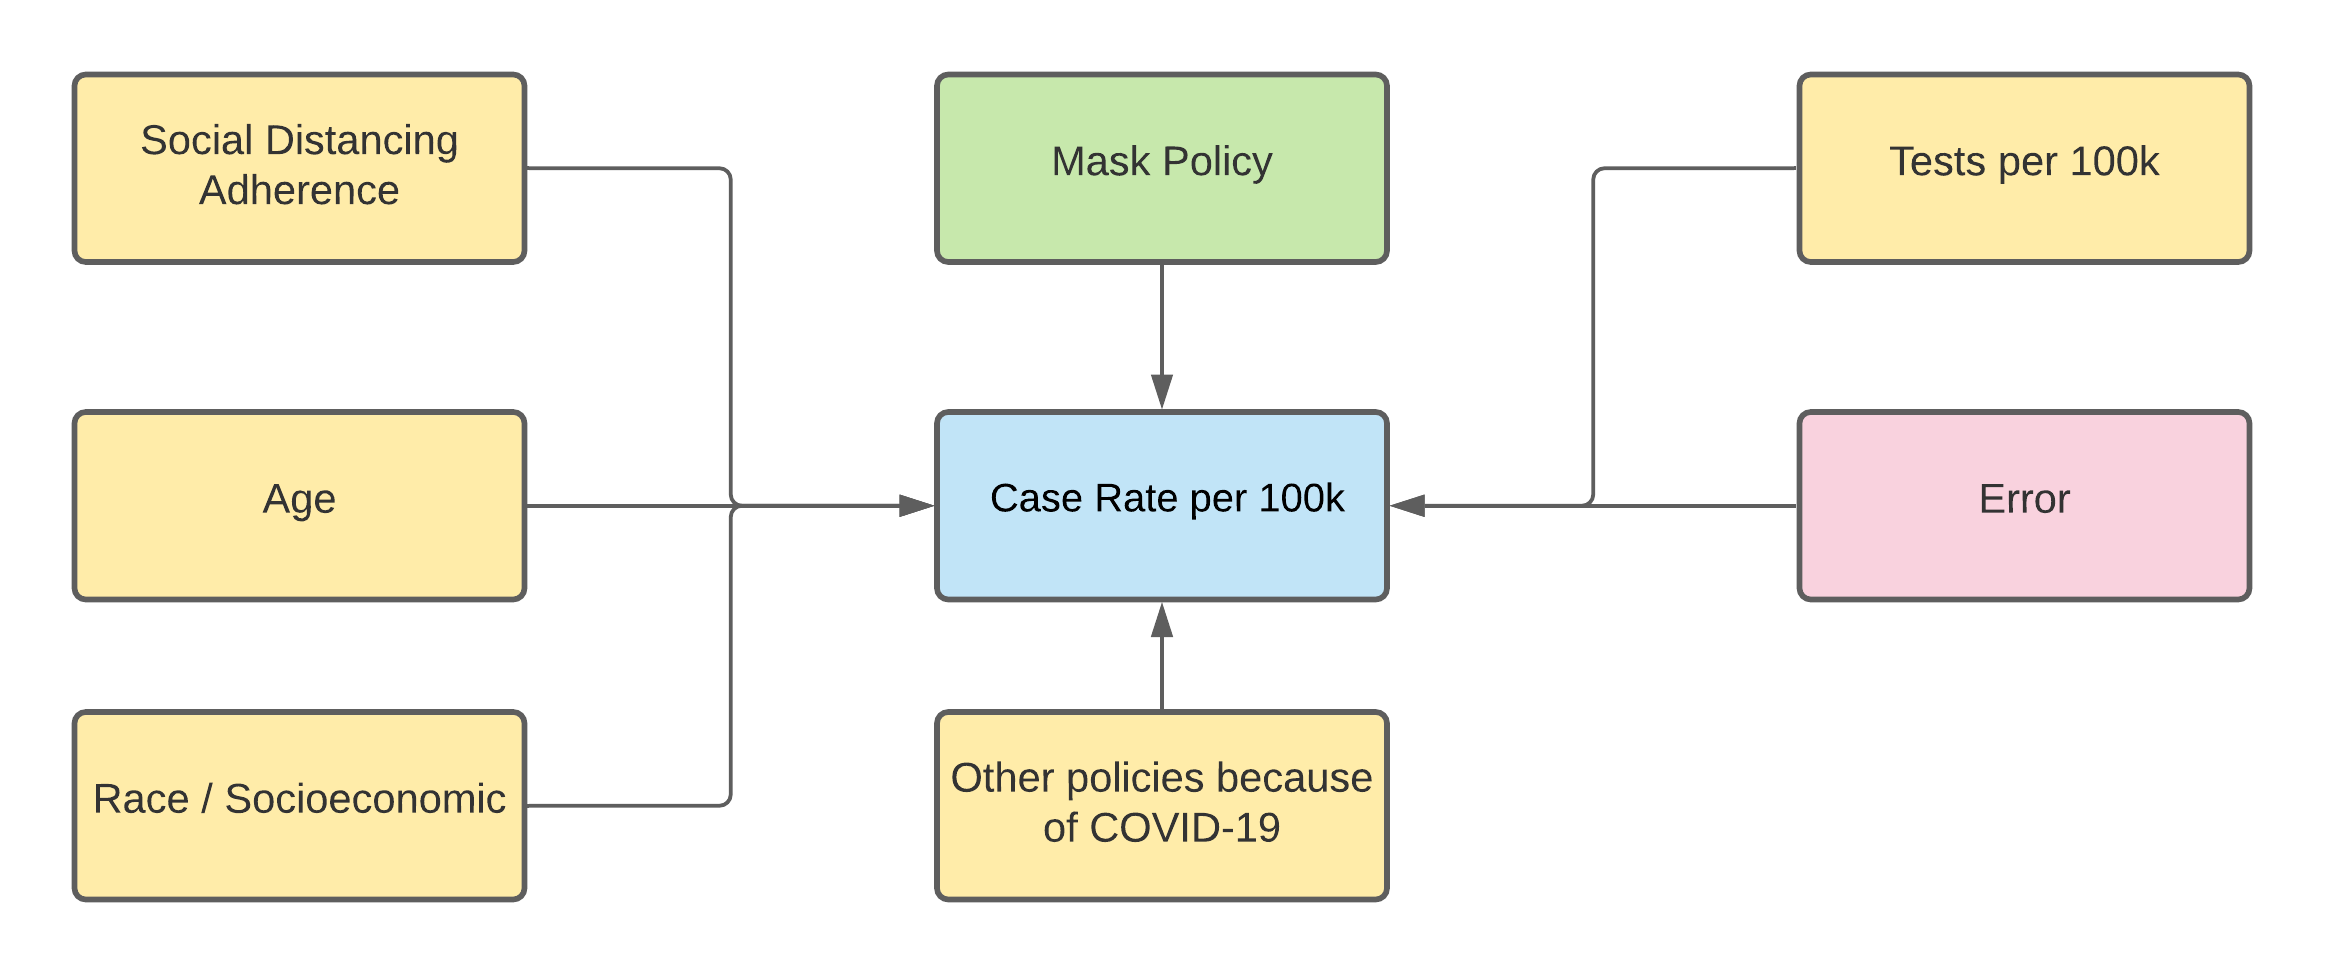 Social Distancing
Adherence
Mask Policy
Tests per 100k
Age
Case Rate per 100k
Error
Race / Socioeconomic
Other policies because
of COVID-19